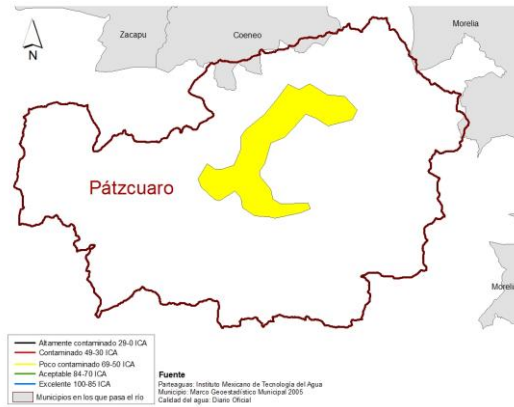 Zacapu
Coeneo
Morelia
N
Pátzcuaro
Morelia
Altamente contaminado 29-0 ICA
Contaminado 49-30 ICA
Poco contaminado 69-50 ICA
Aceptable 84-70 ICA
Excelente 100-85 ICA
Municipios en los que pasa el río
Fuente
Parteaguas: Instituto Mexicano de Tecnología del Agua
Municipio: Marco Geoestadístico Municipal 2005
Calidad del agua: Diario Oficial